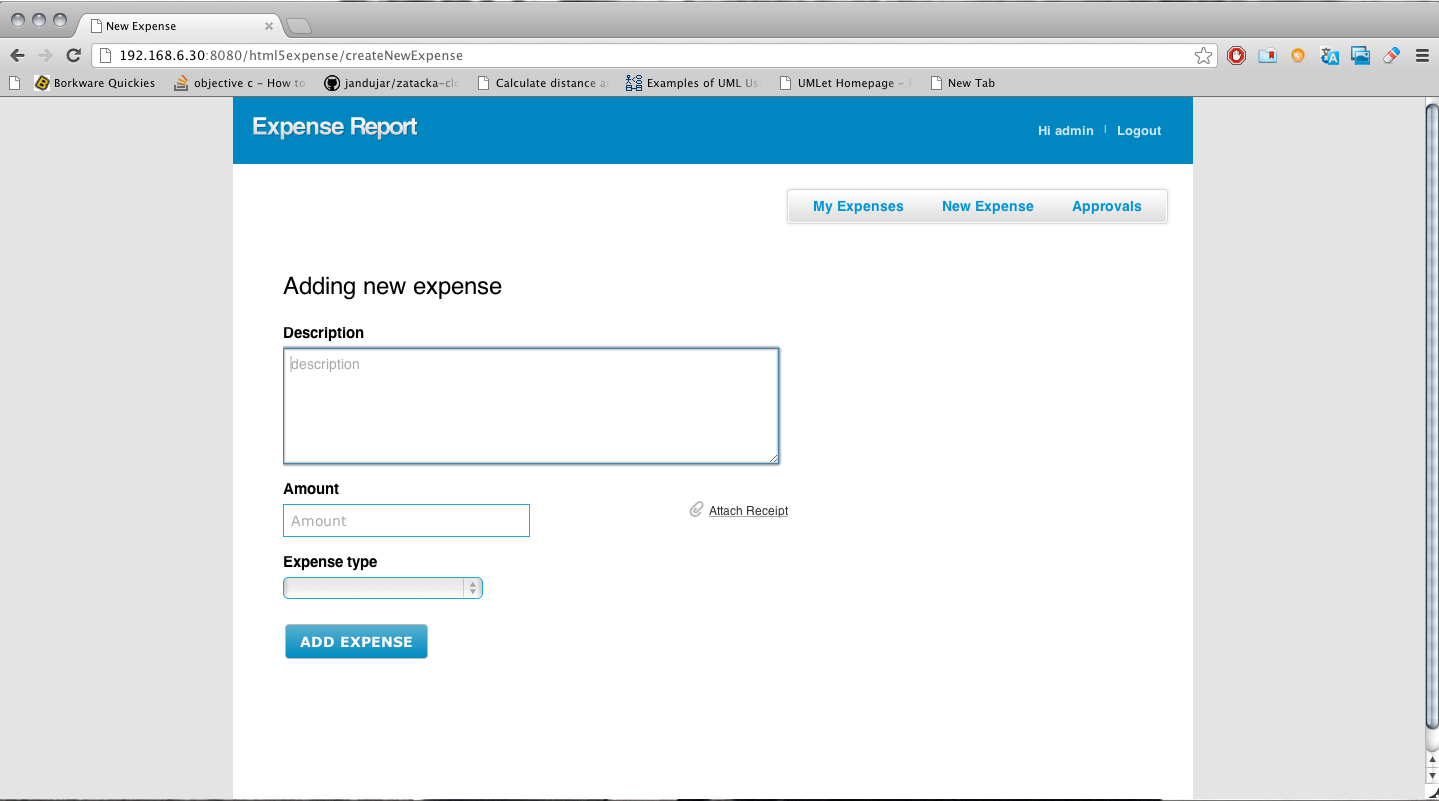 New Expense
192.168.6.30:8080/html5expense/createNewExpense
Borkware Quickies objective c – How to jandujar/zatacka-clo Calculate distance an Examples of UML Us UMLet Homepage – New Tab
Expense Report
Hi admin | Logout
My Expenses New Expense Approvals
Adding new expense
Description
description
Amount
Amount
Attach Receipt
Expense type
ADD EXPENSE